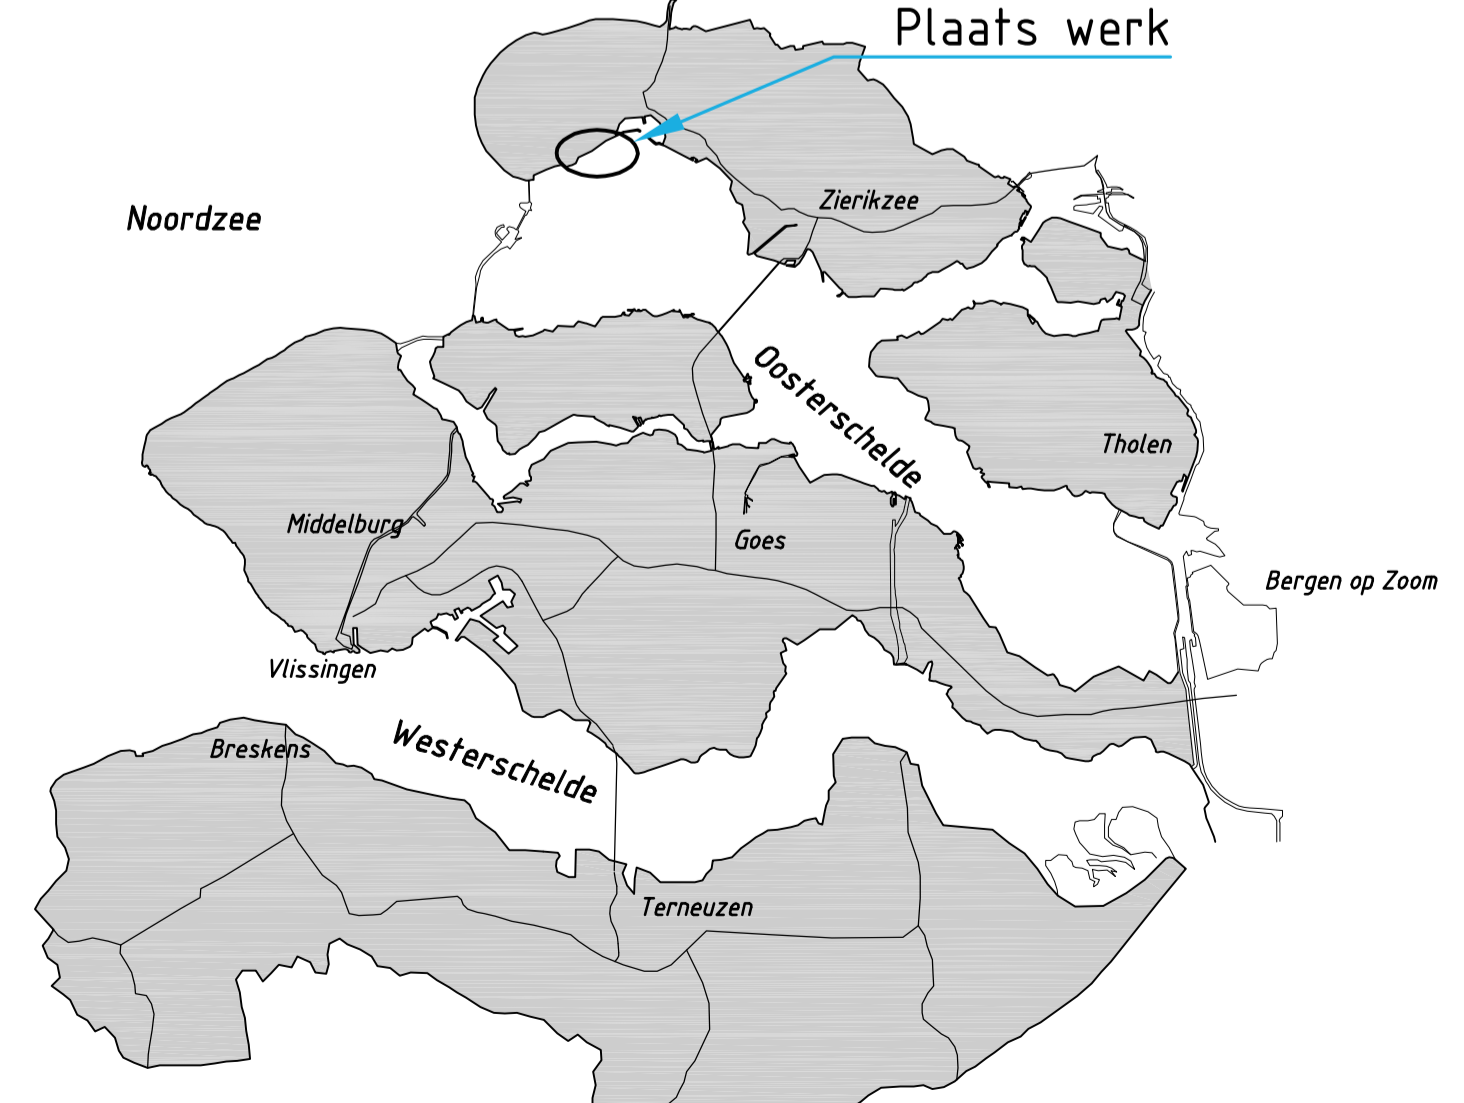 Plaats werk
Zierikzee
Noordzee
Oosterschelde
Tholen
Middelburg
Goes
Bergen op Zoom
Vlissingen
Breskens
Westerschelde
Terneuzen